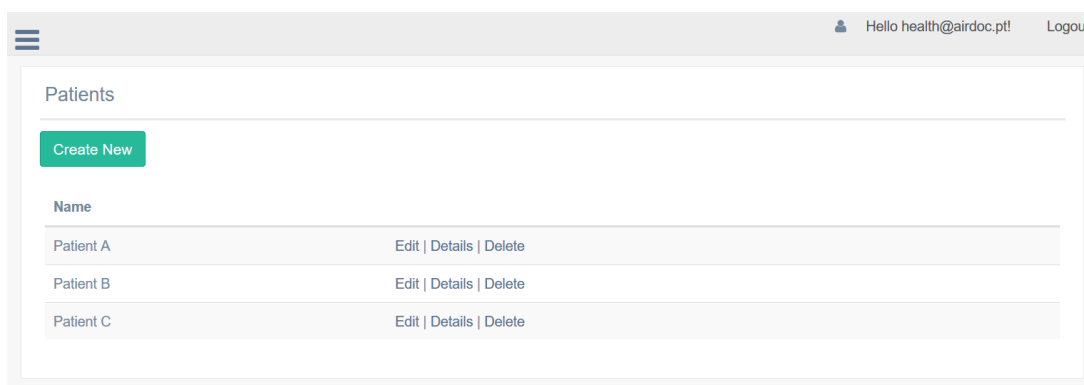 Hello health@airdoc.pt! Logou
Patients
Create New
Name
Patient A Edit | Details | Delete
Patient B Edit | Details | Delete
Patient C Edit | Details | Delete